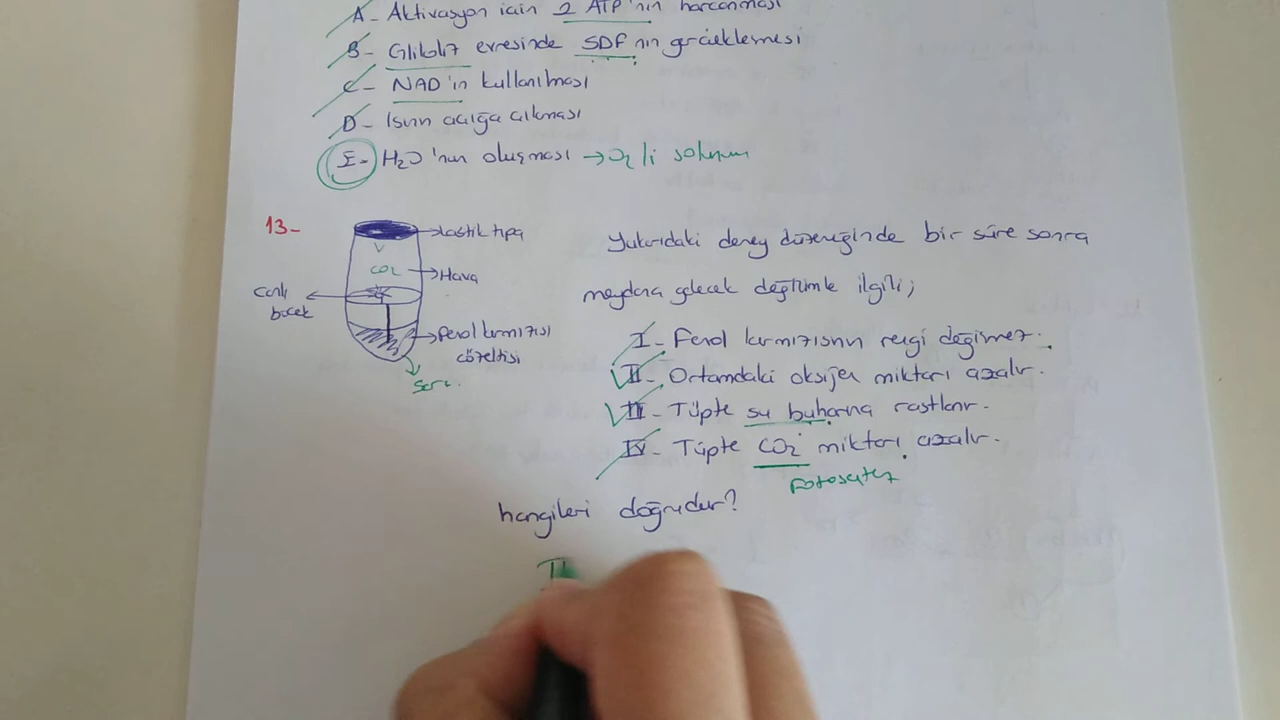 A- Aktivasyon için 2 ATP'nin harcanması
B- Glikoliz evresinde SDF'nin gerçekleşmesi
C- NAD'ın kullanılması
D- Isının açığa çıkması
E- H₂O'nun oluşması → O₂'li solunum
13-
Lastik tıpa
CO₂
Hava
Canlı
böcek
Fenol kırmızısı
çözeltisi
Sarı
Yukarıdaki deney düzeneğinde bir süre sonra
meydana gelecek değişimle ilgili;
I- Fenol kırmızısının rengi değişmez.
II- Ortamdaki oksijen miktarı azalır.
III- Tüpte su buharına rastlanır.
IV- Tüpte CO₂ miktarı azalır.
Fotosentez
hangileri doğrudur?
II